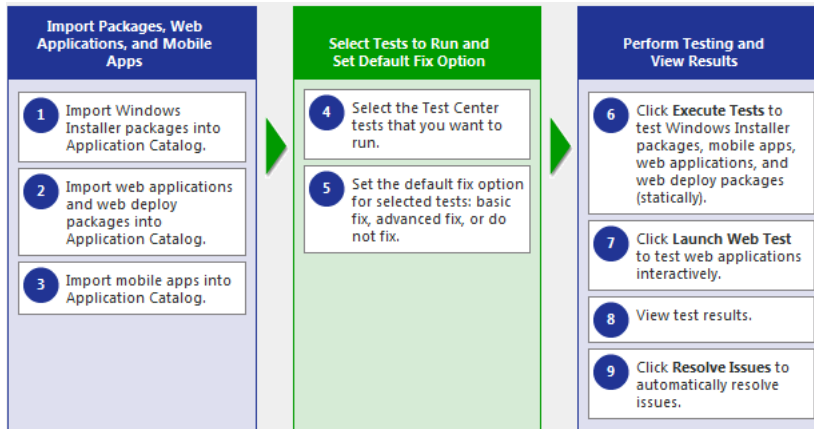 Import Packages, Web
Applications, and Mobile
Apps
1
Import Windows
Installer packages into
Application Catalog.
2
Import web applications
and web deploy
packages into
Application Catalog.
3
Import mobile apps into
Application Catalog.
Select Tests to Run and
Set Default Fix Option
4
Select the Test Center
tests that you want to
run.
5
Set the default fix option
for selected tests: basic
fix, advanced fix, or do
not fix.
Perform Testing and
View Results
6
Click Execute Tests to
test Windows Installer
packages, mobile apps,
web applications, and
web deploy packages
(statically).
7
Click Launch Web Test
to test web applications
interactively.
8
View test results.
9
Click Resolve Issues to
automatically resolve
issues.